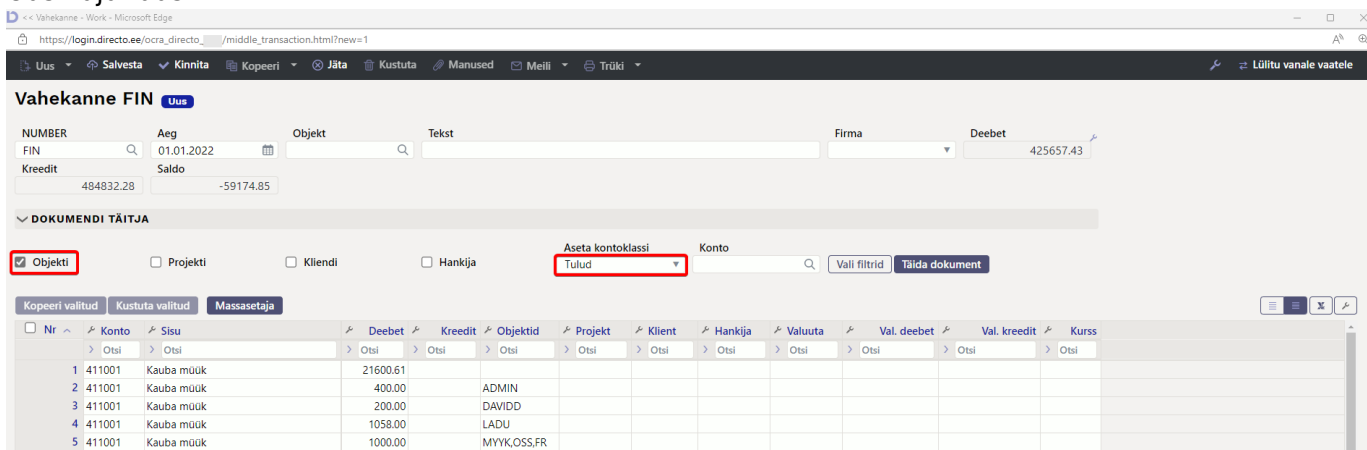 << Vahekanne - Work - Microsoft Edge
https://login.directo.ee/ocra_directo_ /middle_transaction.html?new=1
Uus Salvesta Kinnita Kopeeri Jäta Kustuta Manused Meili Trüki Lülitu vanale vaatele
Vahekanne FIN Uus
NUMBER Aeg Objekt Tekst Firma Deebet
FIN 01.01.2022 425657.43
Kreedit Saldo
484832.28 -59174.85
DOKUMENDI TÄITJA
Aseta kontoklassi Konto
Objekti Projekti Kliendi Hankija Tulud Vali filtrid Täida dokument
Kopeeri valitud Kustuta valitud Massasetaja
Nr Konto Sisu Deebet Kreedit Objektid Projekt Klient Hankija Valuuta Val. deebet Val. kreedit Kurss
Otsi Otsi Otsi Otsi Otsi Otsi Otsi Otsi Otsi Otsi Otsi Otsi
1 411001 Kauba müük 21600.61
2 411001 Kauba müük 400.00 ADMIN
3 411001 Kauba müük 200.00 DAVIDD
4 411001 Kauba müük 1058.00 LADU
5 411001 Kauba müük 1000.00 MYYK,OSS,FR